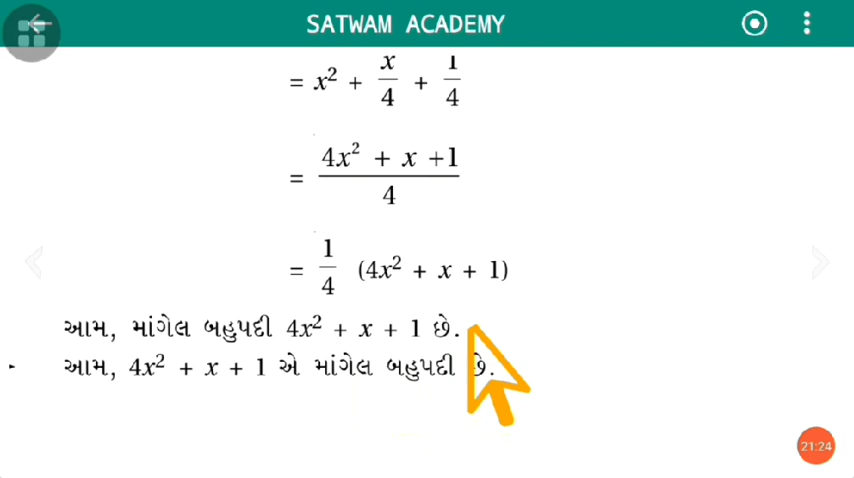 SATWAM ACADEMY
= x² + x/4 + 1/4
= (4x² + x +1)/4
= 1/4 (4x² + x + 1)
આમ, માંગેલ બહુપદી 4x² + x + 1 છે.
આમ, 4x² + x + 1 એ માંગેલ બહુપદી છે.
21:24